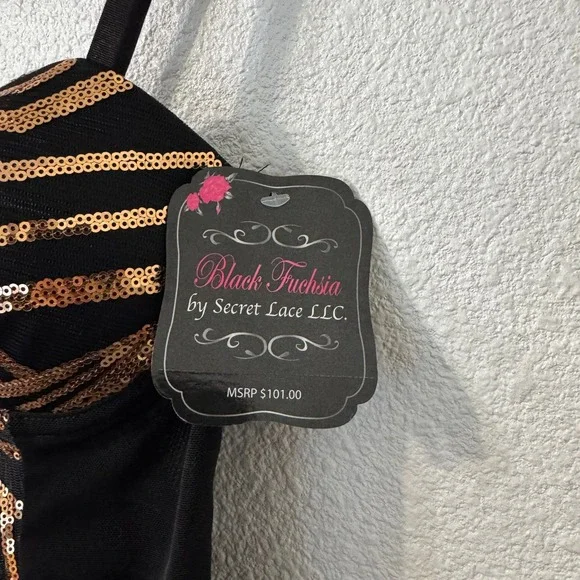 Black Fuchsia
by Secret Lace LLC.
MSRP $101.00